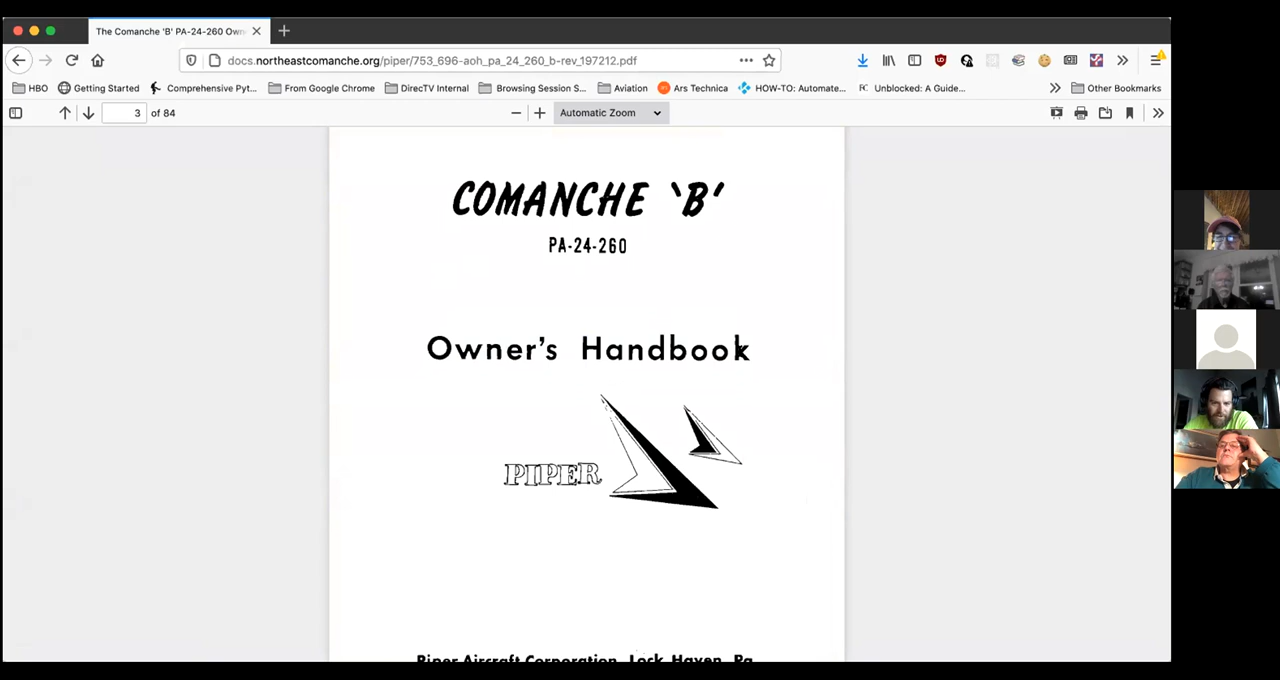 The Comanche 'B' PA-24-260 Own
docs.northeastcomanche.org/piper/753_696-aoh_pa_24_260_b-rev_197212.pdf
HBO Getting Started Comprehensive Pyt... From Google Chrome DirecTV Internal Browsing Session S... Aviation Ars Technica HOW-TO: Automate... Unblocked: A Guide... Other Bookmarks
3 of 84 Automatic Zoom
COMANCHE 'B'
PA-24-260
Owner's Handbook
PIPER
Piper Aircraft Corporation, Lock Haven, Pa.